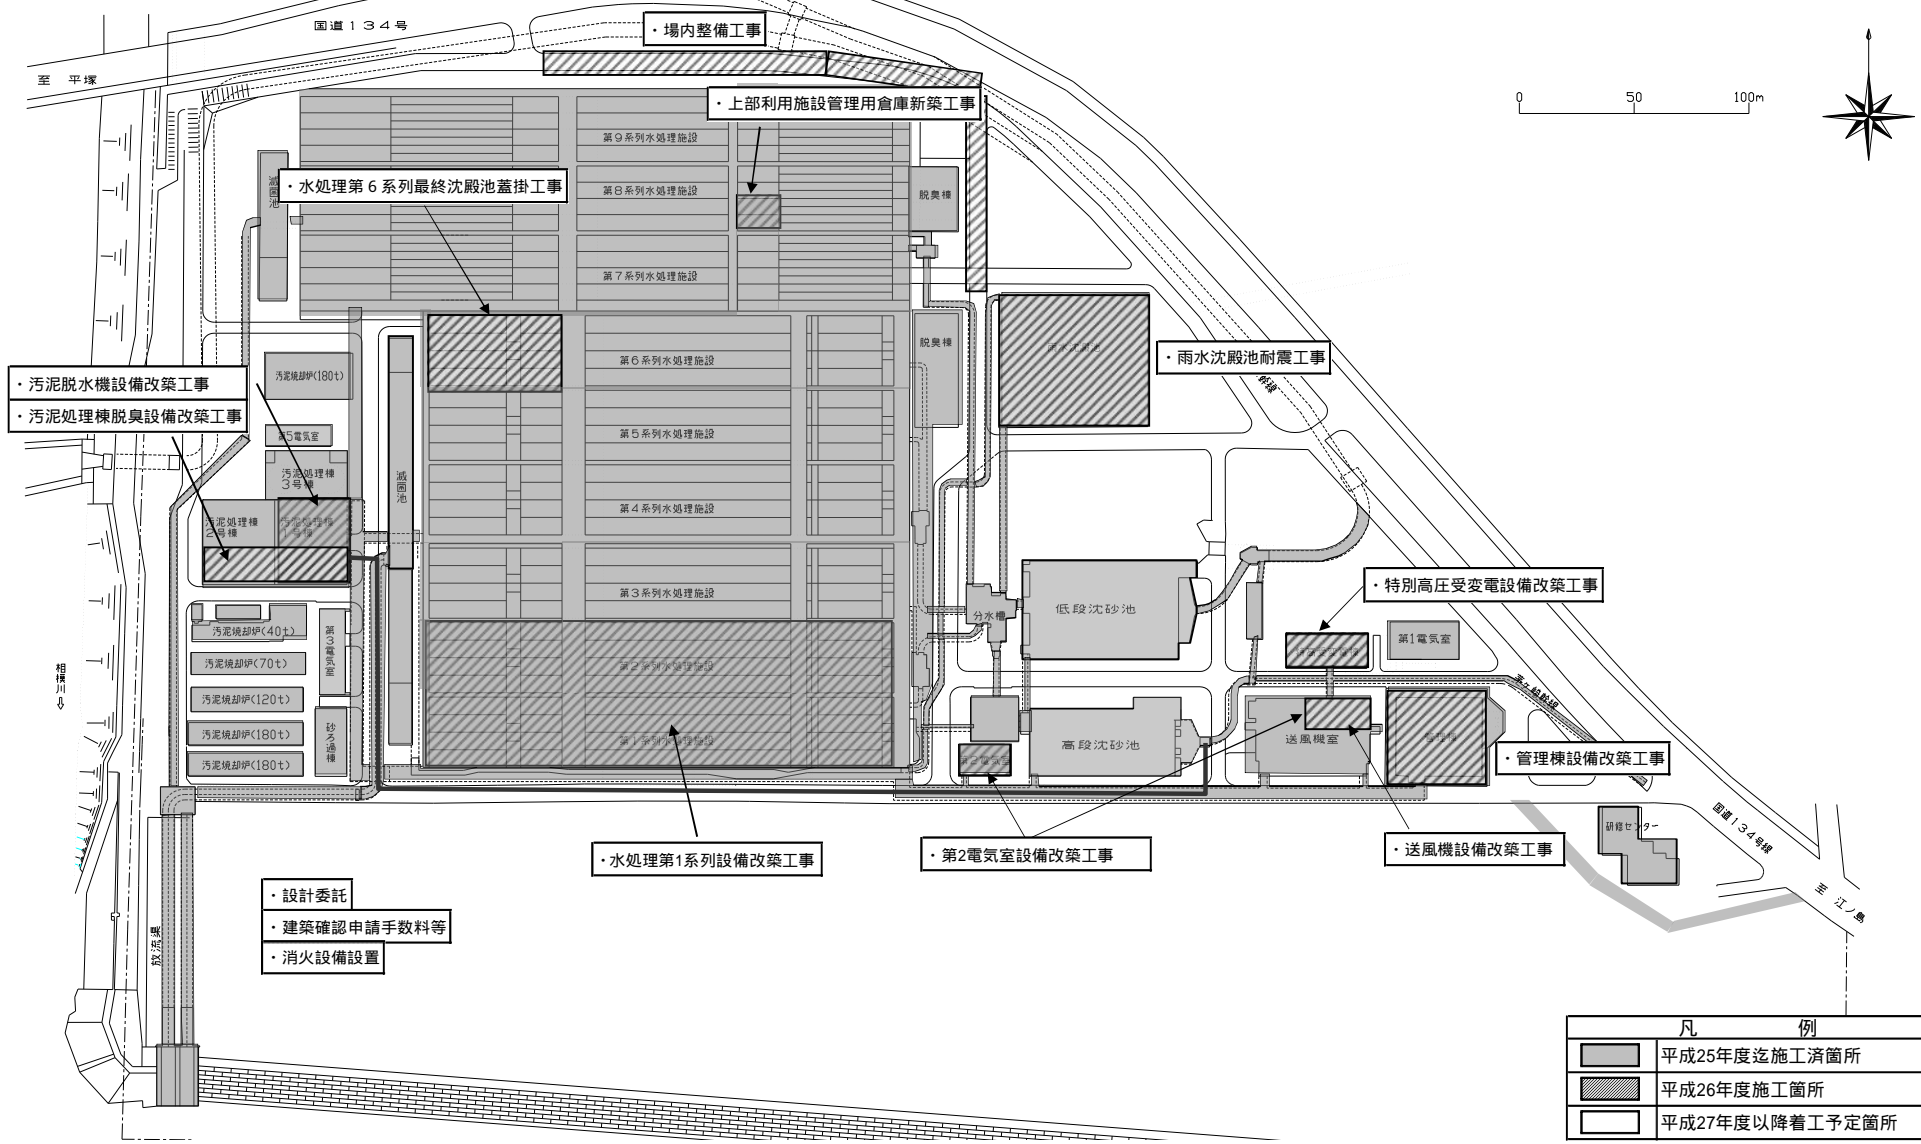 国道１３４号
・場内整備工事
至 平塚
0 50 100m
・上部利用施設管理用倉庫新築工事
第９系列水処理施設
滅菌池
・水処理第６系列最終沈殿池蓋掛工事
第８系列水処理施設
脱臭棟
第７系列水処理施設
脱臭棟
第６系列水処理施設
雨水沈殿池
・雨水沈殿池耐震工事
幹線
・汚泥脱水機設備改築工事
・汚泥処理棟脱臭設備改築工事
汚泥焼却炉(180t)
第5電気室
第５系列水処理施設
汚泥処理棟
３号棟
滅菌池
汚泥処理棟
２号棟
汚泥処理棟
１号棟
第４系列水処理施設
第３系列水処理施設
分水槽
低段沈砂池
・特別高圧受変電設備改築工事
汚泥焼却炉(40t)
第３電気室
第1電気室
汚泥焼却炉(70t)
第２系列水処理施設
相模川
⇩
汚泥焼却炉(120t)
茅ケ崎幹線
汚泥焼却炉(180t)
砂ろ過棟
第１系列水処理施設
高段沈砂池
送風機室
管理棟
汚泥焼却炉(180t)
第2電気室
・管理棟設備改築工事
国道１３４号線
研修センター
・水処理第1系列設備改築工事
・第2電気室設備改築工事
・送風機設備改築工事
至 江ノ島
・設計委託
・建築確認申請手数料等
・消火設備設置
放流渠
凡 例
平成25年度迄施工済箇所
平成26年度施工箇所
平成27年度以降着工予定箇所